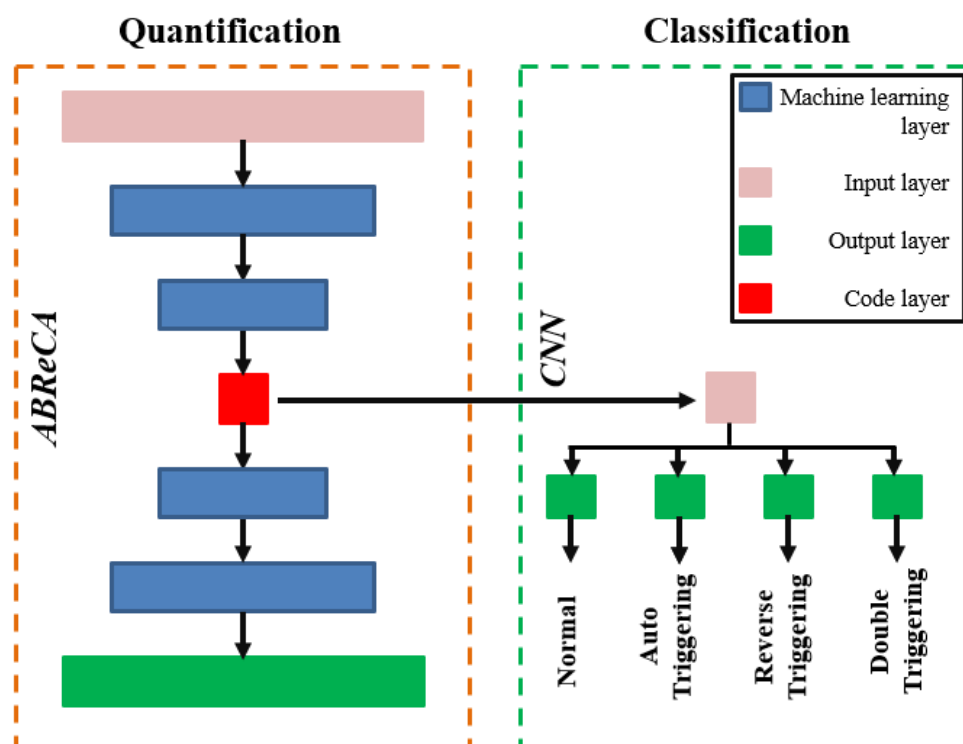 Quantification
Classification
Machine learning
layer
Input layer
Output layer
Code layer
ABReCA
CNN
Normal
Auto
Triggering
Reverse
Triggering
Double
Triggering